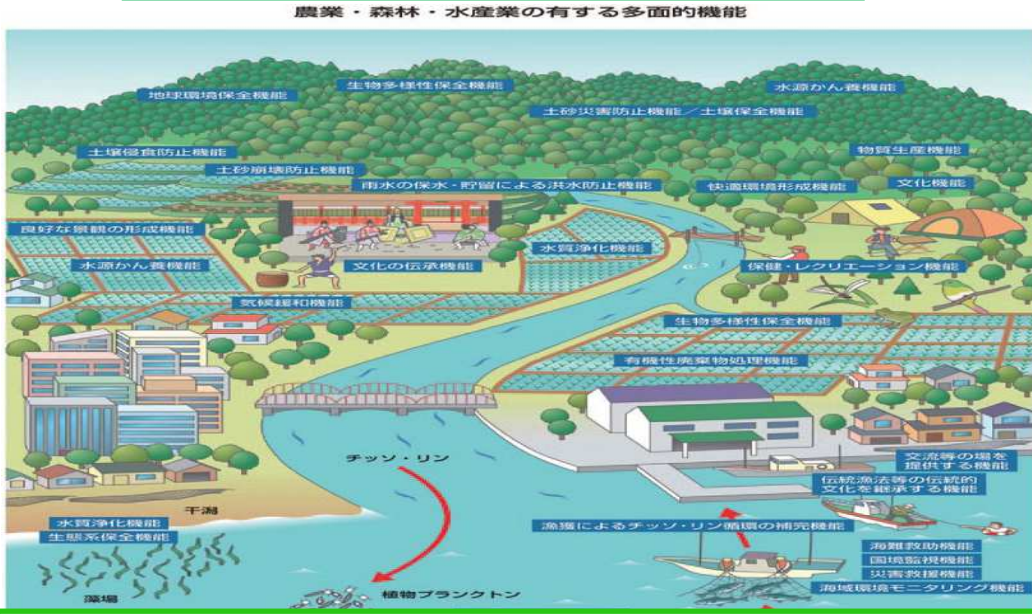 農業・森林・水産業の有する多面的機能
地球環境保全機能
生物多様性保全機能
水源かん養機能
土砂災害防止機能／土壌保全機能
土壌侵食防止機能
土砂崩壊防止機能
物質生産機能
雨水の保水・貯留による洪水防止機能
快適環境形成機能
文化機能
良好な景観の形成機能
水質浄化機能
水源かん養機能
文化の伝承機能
保健・レクリエーション機能
気候緩和機能
生物多様性保全機能
有機性廃棄物処理機能
チッソ・リン
交流等の場を
提供する機能
伝統漁法等の伝統的
文化を継承する機能
干潟
水質浄化機能
生態系保全機能
漁獲によるチッソ・リン循環の補完機能
海難救助機能
国境監視機能
災害救援機能
海域環境モニタリング機能
藻場
植物プランクトン